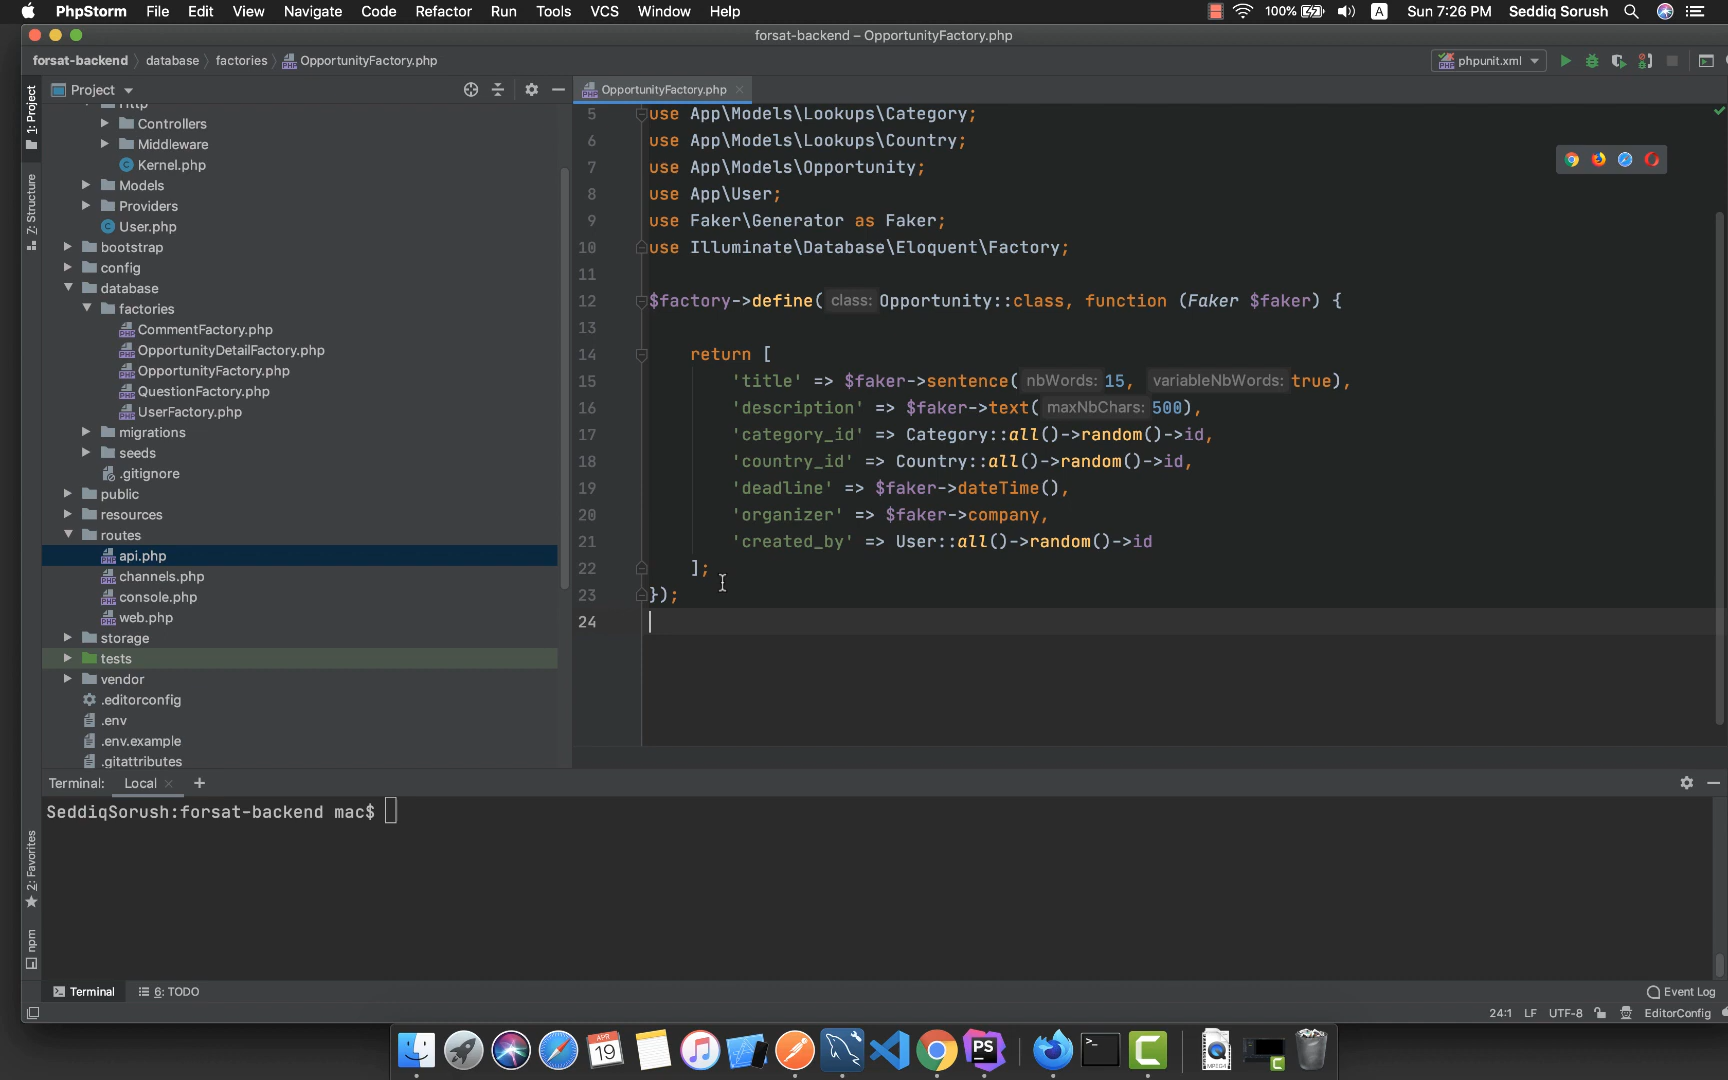 PhpStorm File Edit View Navigate Code Refactor Run Tools VCS Window Help 100% A Sun 7:26 PM Seddiq Sorush
forsat-backend – OpportunityFactory.php
forsat-backend database factories OpportunityFactory.php phpunit.xml
Project
OpportunityFactory.php
1: Project
7: Structure
2: Favorites
npm
Controllers
Middleware
Kernel.php
Models
Providers
User.php
bootstrap
config
database
factories
CommentFactory.php
OpportunityDetailFactory.php
OpportunityFactory.php
QuestionFactory.php
UserFactory.php
migrations
seeds
.gitignore
public
resources
routes
api.php
channels.php
console.php
web.php
storage
tests
vendor
.editorconfig
.env
.env.example
.gitattributes
5 use App\Models\Lookups\Category;
6 use App\Models\Lookups\Country;
7 use App\Models\Opportunity;
8 use App\User;
9 use Faker\Generator as Faker;
10 use Illuminate\Database\Eloquent\Factory;
11
12 $factory->define( class: Opportunity::class, function (Faker $faker) {
13
14 return [
15 'title' => $faker->sentence( nbWords: 15, variableNbWords: true),
16 'description' => $faker->text( maxNbChars: 500),
17 'category_id' => Category::all()->random()->id,
18 'country_id' => Country::all()->random()->id,
19 'deadline' => $faker->dateTime(),
20 'organizer' => $faker->company,
21 'created_by' => User::all()->random()->id
22 ];
23 });
24
Terminal: Local +
SeddiqSorush:forsat-backend mac$
Terminal 6: TODO Event Log
24:1 LF UTF-8 EditorConfig
APR
19
PS